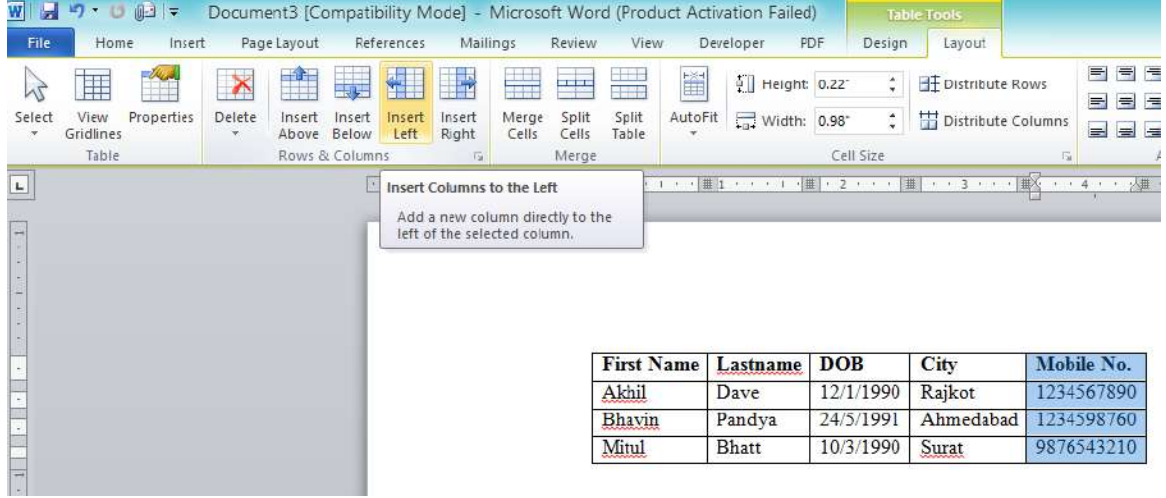 Document3 [Compatibility Mode] - Microsoft Word (Product Activation Failed) Table Tools
File Home Insert Page Layout References Mailings Review View Developer PDF Design Layout
Select View Gridlines Properties Delete Insert Above Insert Below Insert Left Insert Right Merge Cells Split Cells Split Table AutoFit Height: 0.22" Distribute Rows
Width: 0.98" Distribute Columns
Table Rows & Columns Merge Cell Size
L 1 2 3 4
Insert Columns to the Left
Add a new column directly to the
left of the selected column.
First Name Lastname DOB City Mobile No.
Akhil Dave 12/1/1990 Rajkot 1234567890
Bhavin Pandya 24/5/1991 Ahmedabad 1234598760
Mitul Bhatt 10/3/1990 Surat 9876543210